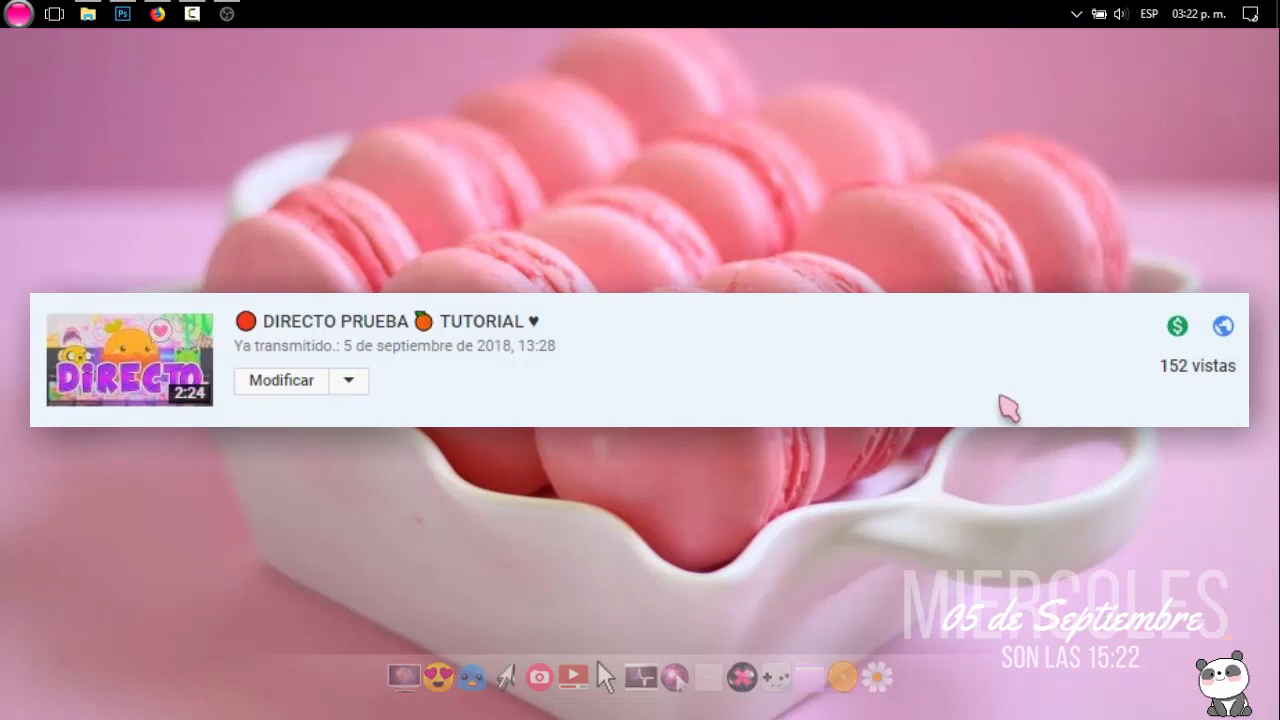 Ps
ESP
03:22 p. m.
🔴 DIRECTO PRUEBA 🍊 TUTORIAL ♥
Ya transmitido.: 5 de septiembre de 2018, 13:28
DIRECTO
2:24
Modificar
152 vistas
MIERCOLES
05 de Septiembre
SON LAS 15:22